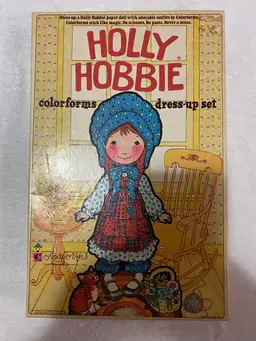 Dress-up a Holly Hobbie paper doll with adorable outfits by Colorforms.
Colorforms stick like magic. No scissors. No paste. Never a mess.
HOLLY
HOBBIE
colorforms dress-up set
Colorforms